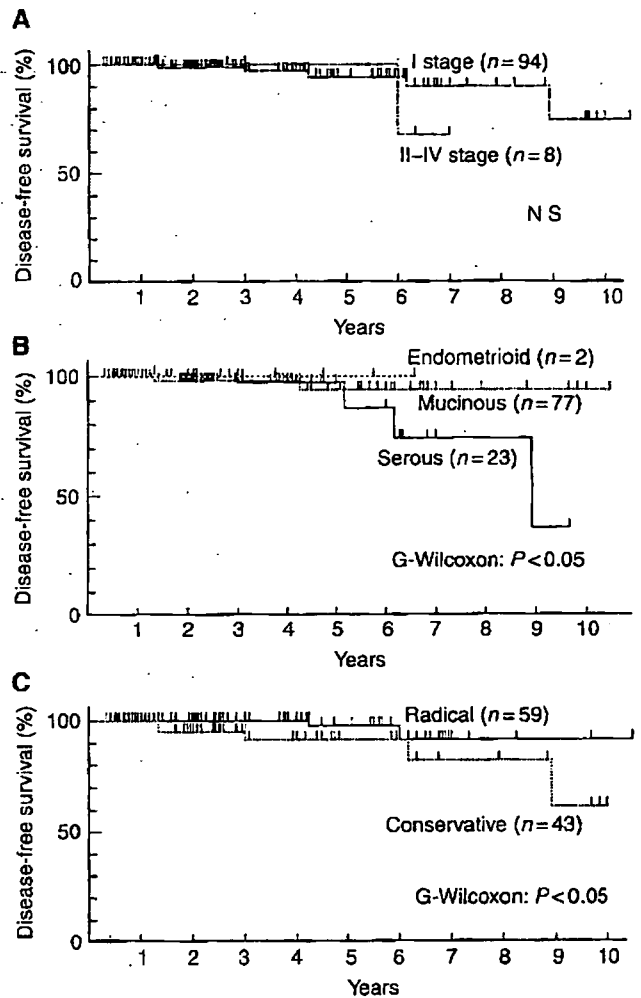 A
Disease-free survival (%)
100
50
0
I stage (n=94)
II–IV stage (n=8)
NS
1 2 3 4 5 6 7 8 9 10
Years
B
Disease-free survival (%)
100
50
0
Endometrioid (n=2)
Mucinous (n=77)
Serous (n=23)
G-Wilcoxon: P<0.05
1 2 3 4 5 6 7 8 9 10
Years
C
Disease-free survival (%)
100
50
0
Radical (n=59)
Conservative (n=43)
G-Wilcoxon: P<0.05
1 2 3 4 5 6 7 8 9 10
Years